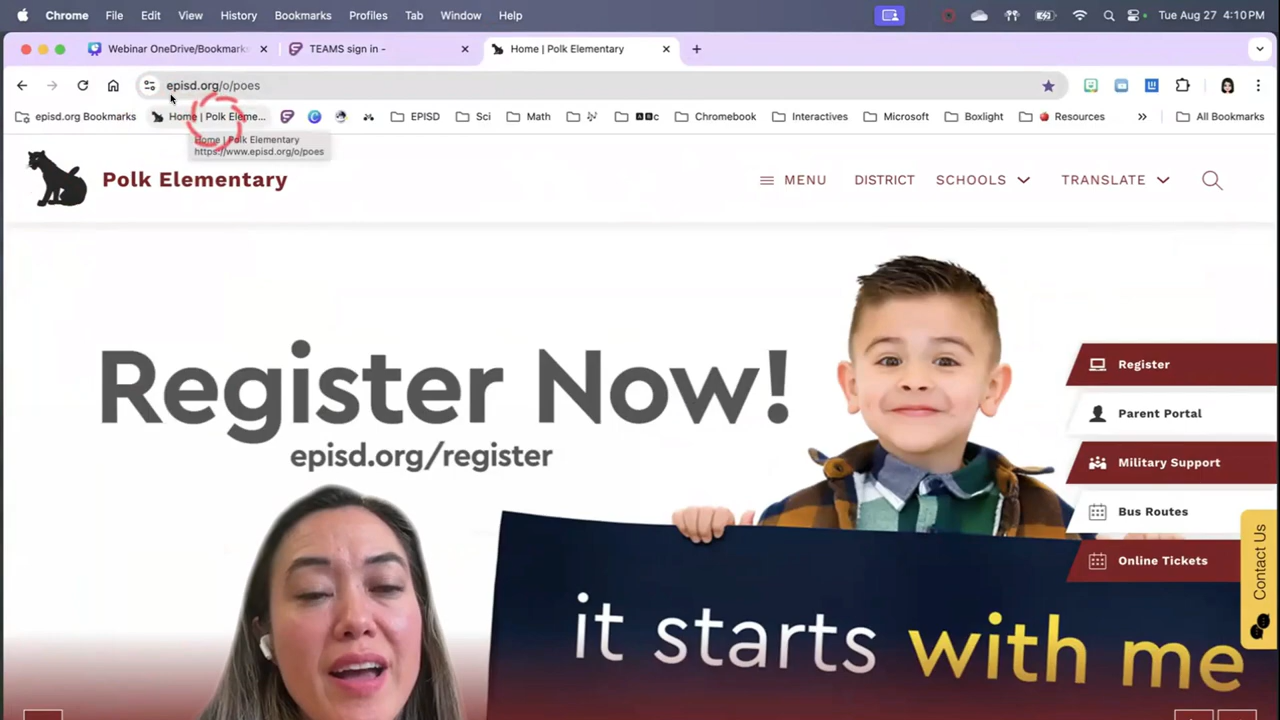 Chrome File Edit View History Bookmarks Profiles Tab Window Help Tue Aug 27 4:10 PM
Webinar OneDrive/Bookmarks TEAMS sign in - Home | Polk Elementary
episd.org/o/poes
episd.org Bookmarks Home | Polk Eleme... EPISD Sci Math Chromebook Interactives Microsoft Boxlight Resources All Bookmarks
Home | Polk Elementary
https://www.episd.org/o/poes
Polk Elementary
MENU DISTRICT SCHOOLS TRANSLATE
Register Now!
episd.org/register
Register
Parent Portal
Military Support
Bus Routes
Online Tickets
Contact Us
it starts with me